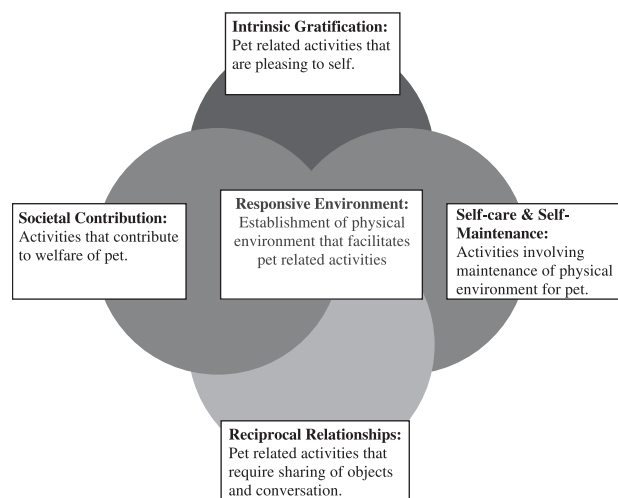 Intrinsic Gratification:
Pet related activities that
are pleasing to self.
Societal Contribution:
Activities that contribute
to welfare of pet.
Responsive Environment:
Establishment of physical
environment that facilitates
pet related activities
Self-care & Self-
Maintenance:
Activities involving
maintenance of physical
environment for pet.
Reciprocal Relationships:
Pet related activities that
require sharing of objects
and conversation.